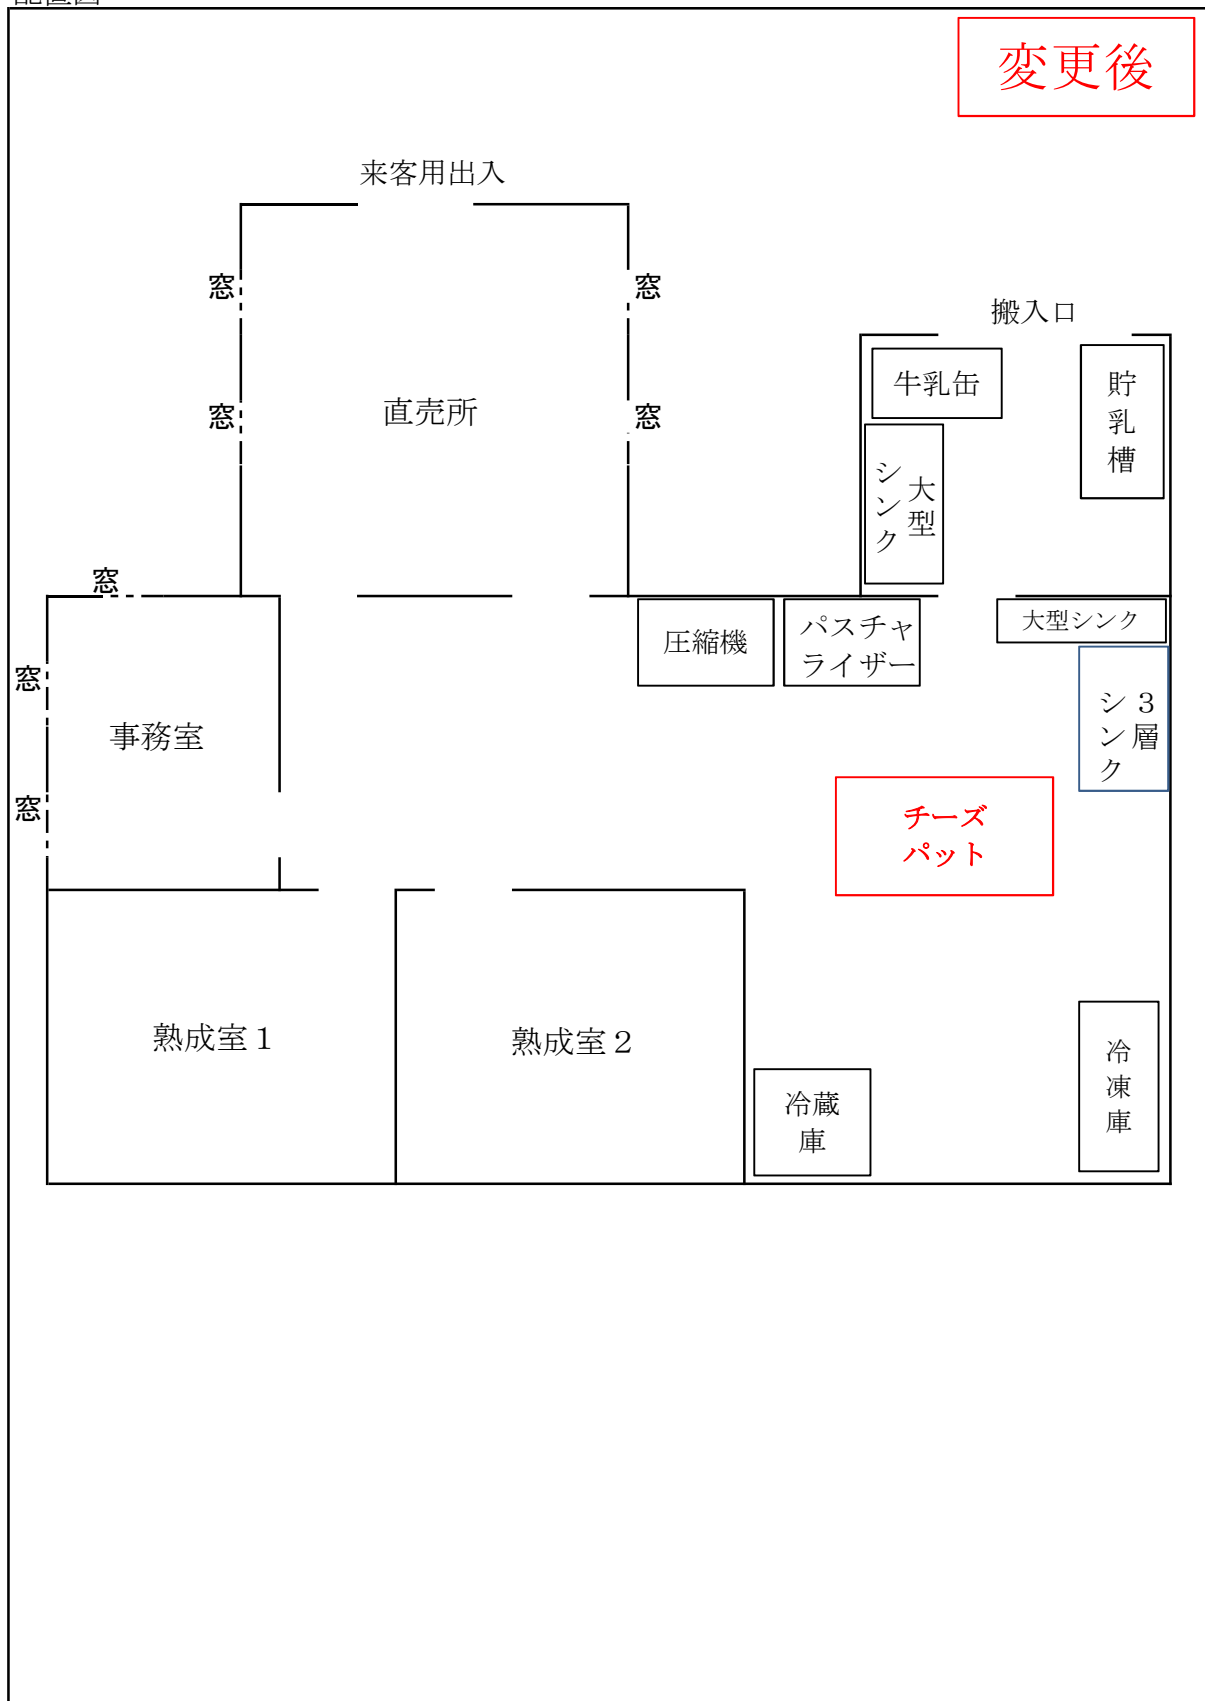 変更後
来客用出入
窓
窓
搬入口
牛乳缶
貯乳槽
直売所
窓
窓
大型
シンク
窓
圧縮機
パスチャ
ライザー
大型シンク
３層
シンク
窓
事務室
窓
チーズ
パット
熟成室１
熟成室２
冷蔵
庫
冷凍庫